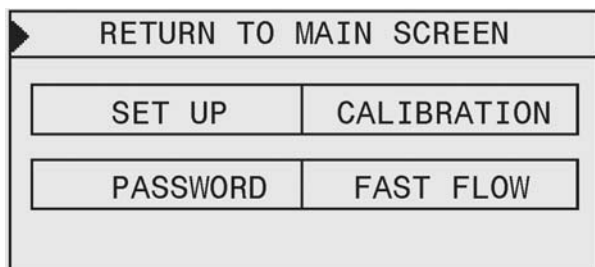 RETURN TO MAIN SCREEN
SET UP CALIBRATION
PASSWORD FAST FLOW